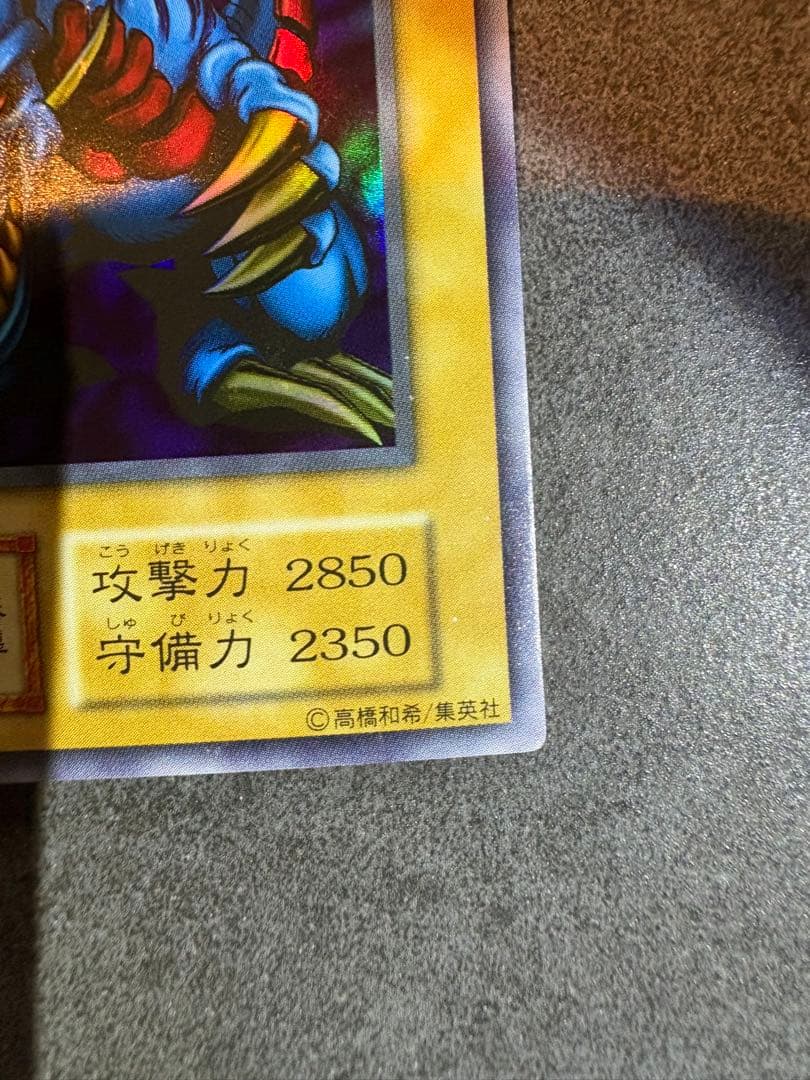 こう げき りょく
攻撃力 2850
しゅ び りょく
守備力 2350
©高橋和希/集英社